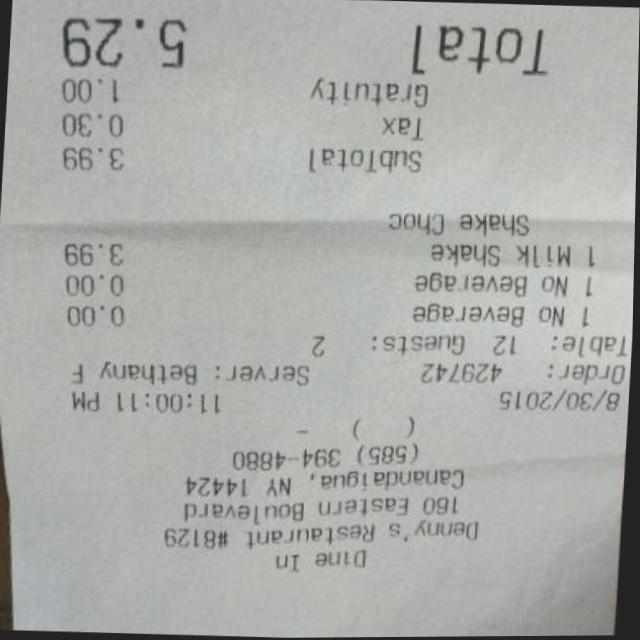 Dine In
Denny's Restaurant #8129
160 Eastern Boulevard
Canandaigua, NY 14424
(585) 394-4880
(   )   -
8/30/2015 11:00:11 PM
Order: 429742 Server: Bethany F
Table: 12 Guests: 2
1 No Beverage 0.00
1 No Beverage 0.00
1 Milk Shake 3.99
Shake Choc
SubTotal 3.99
Tax 0.30
Gratuity 1.00
Total 5.29